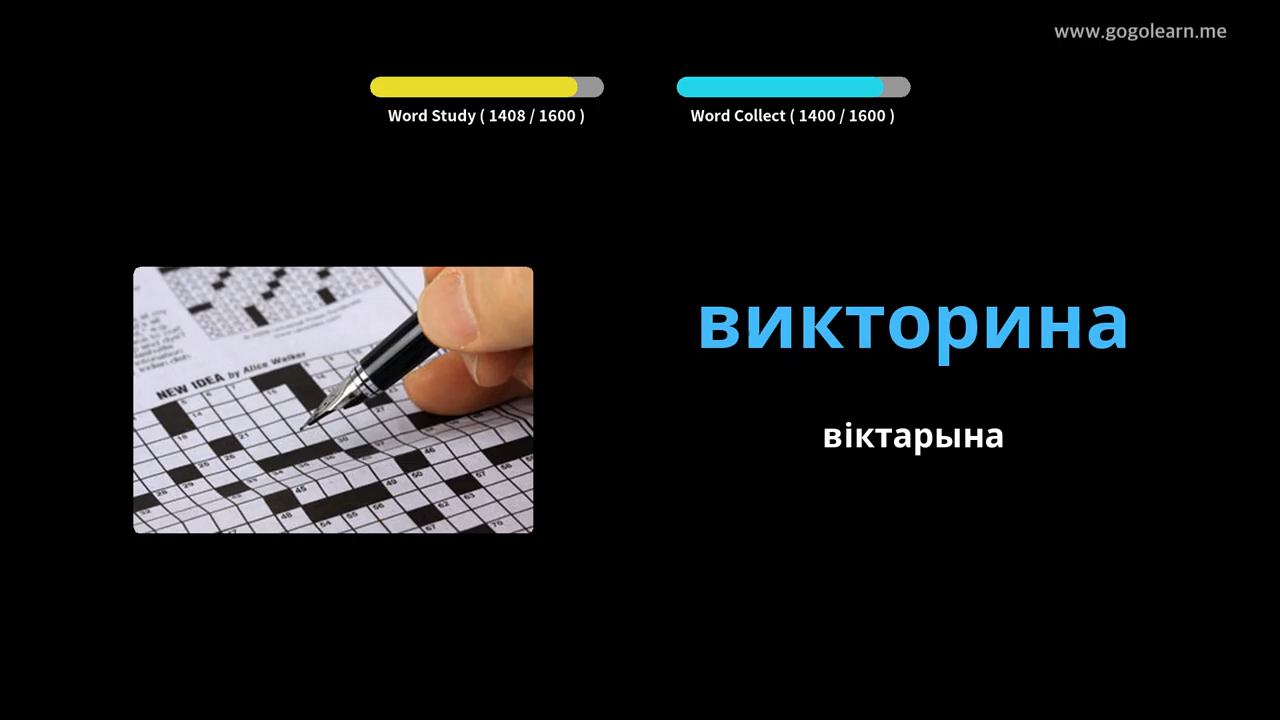 www.gogolearn.me
Word Study ( 1408 / 1600 )
Word Collect ( 1400 / 1600 )
NEW IDEA by Alice Walker
викторина
віктарына